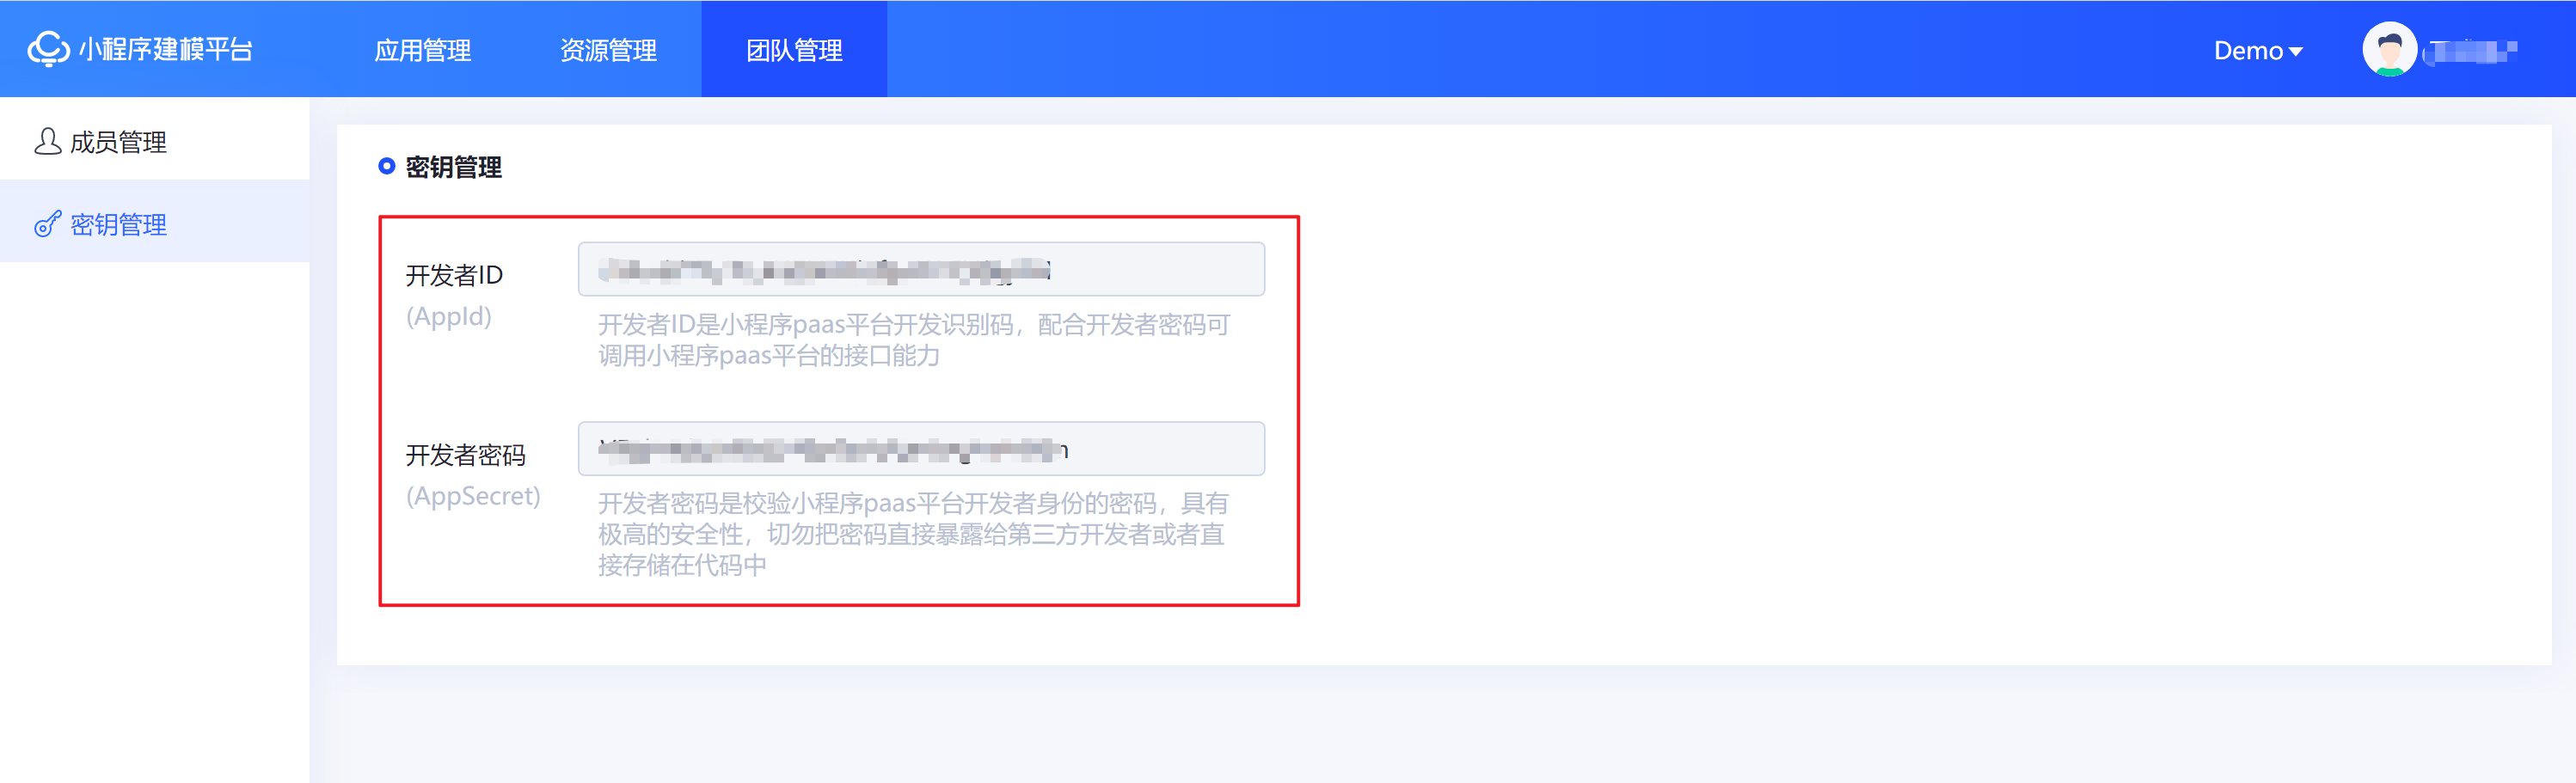 小程序建模平台
应用管理
资源管理
团队管理
Demo
成员管理
密钥管理
密钥管理
开发者ID
(AppId)
开发者ID是小程序paas平台开发识别码，配合开发者密码可
调用小程序paas平台的接口能力
开发者密码
(AppSecret)
开发者密码是校验小程序paas平台开发者身份的密码，具有
极高的安全性，切勿把密码直接暴露给第三方开发者或者直
接存储在代码中